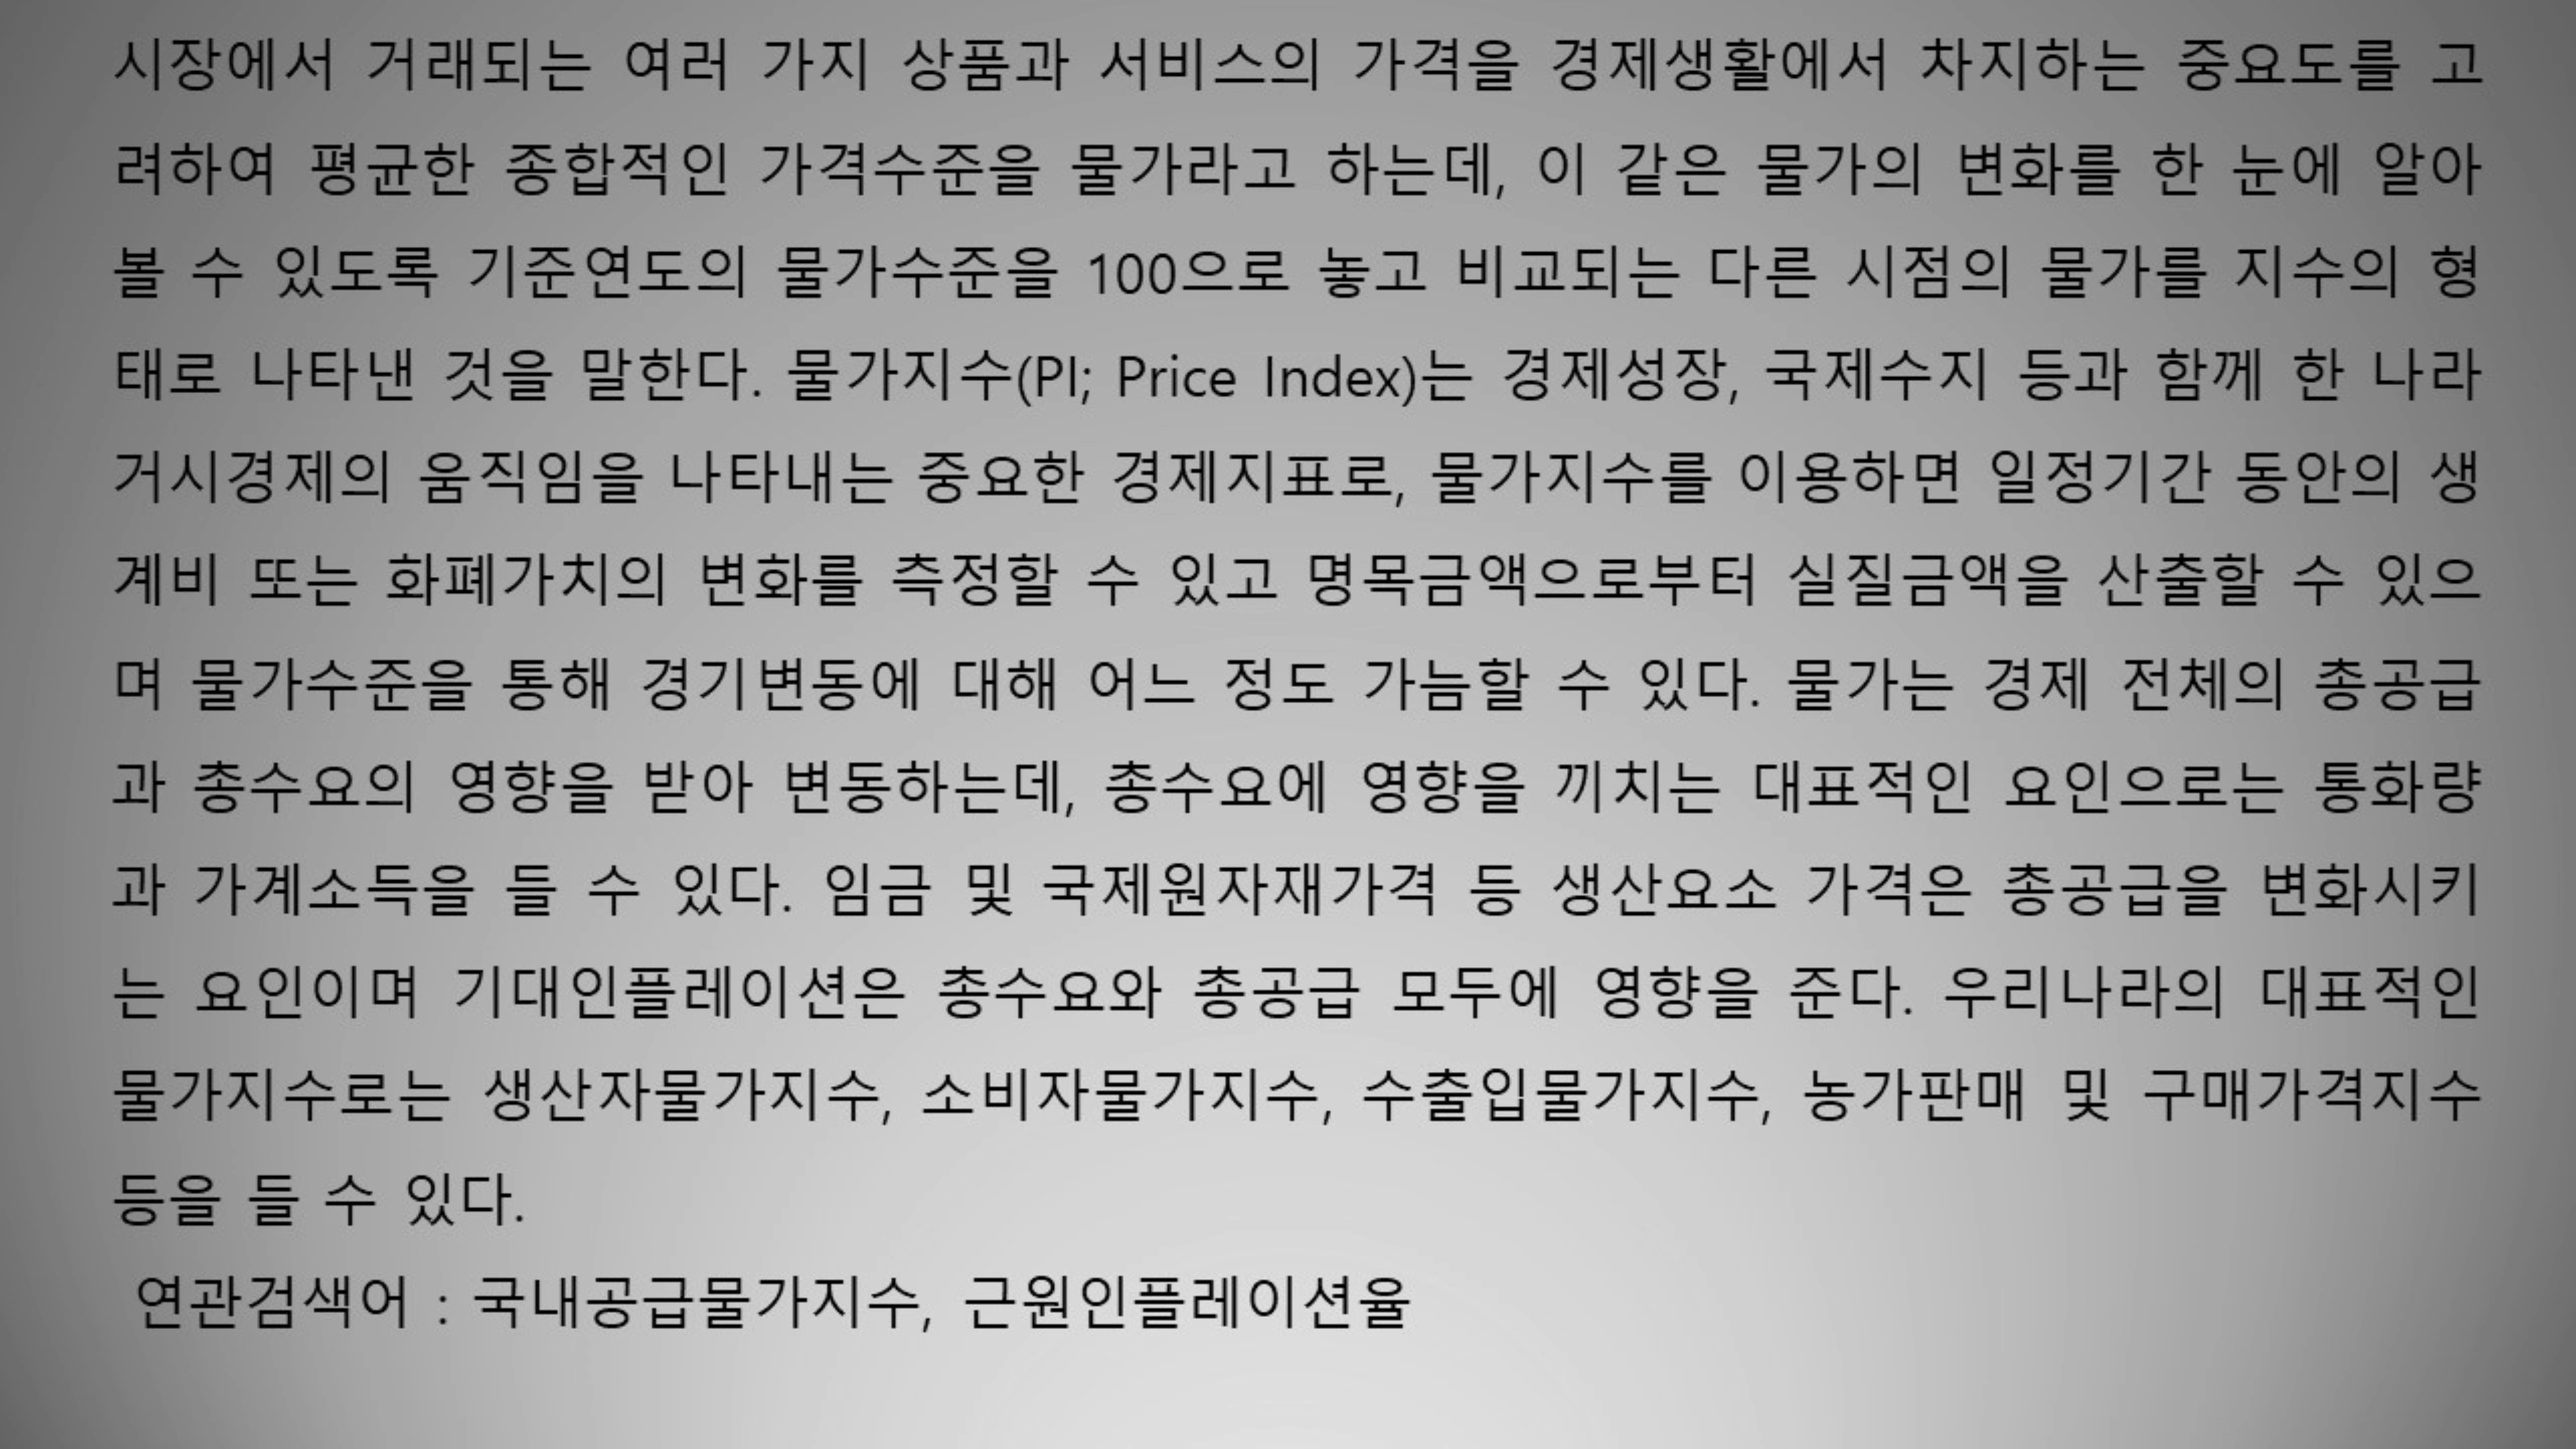 시장에서 거래되는 여러 가지 상품과 서비스의 가격을 경제생활에서 차지하는 중요도를 고
려하여 평균한 종합적인 가격수준을 물가라고 하는데, 이 같은 물가의 변화를 한 눈에 알아
볼 수 있도록 기준연도의 물가수준을 100으로 놓고 비교되는 다른 시점의 물가를 지수의 형
태로 나타낸 것을 말한다. 물가지수(PI; Price Index)는 경제성장, 국제수지 등과 함께 한 나라
거시경제의 움직임을 나타내는 중요한 경제지표로, 물가지수를 이용하면 일정기간 동안의 생
계비 또는 화폐가치의 변화를 측정할 수 있고 명목금액으로부터 실질금액을 산출할 수 있으
며 물가수준을 통해 경기변동에 대해 어느 정도 가늠할 수 있다. 물가는 경제 전체의 총공급
과 총수요의 영향을 받아 변동하는데, 총수요에 영향을 끼치는 대표적인 요인으로는 통화량
과 가계소득을 들 수 있다. 임금 및 국제원자재가격 등 생산요소 가격은 총공급을 변화시키
는 요인이며 기대인플레이션은 총수요와 총공급 모두에 영향을 준다. 우리나라의 대표적인
물가지수로는 생산자물가지수, 소비자물가지수, 수출입물가지수, 농가판매 및 구매가격지수
등을 들 수 있다.
연관검색어 : 국내공급물가지수, 근원인플레이션율